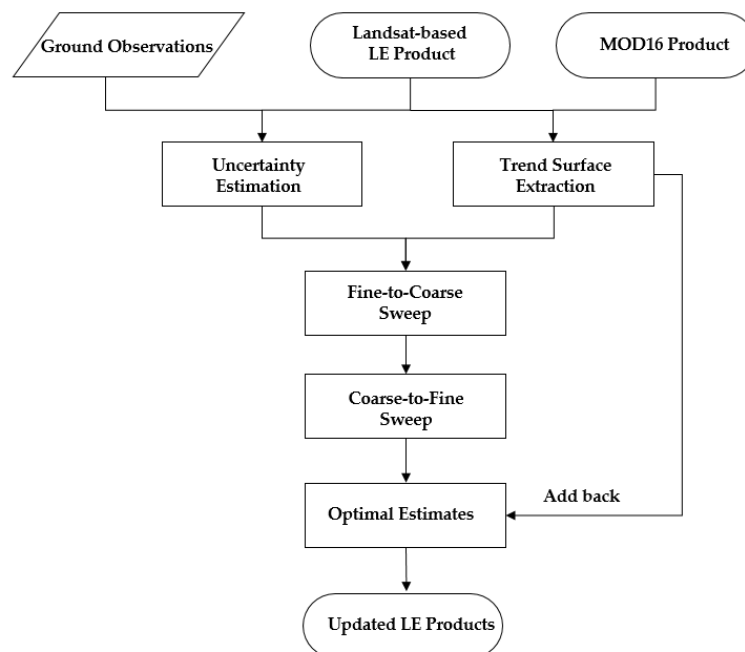 Ground Observations
Landsat-based
LE Product
MOD16 Product
Uncertainty
Estimation
Trend Surface
Extraction
Fine-to-Coarse
Sweep
Coarse-to-Fine
Sweep
Optimal Estimates
Add back
Updated LE Products